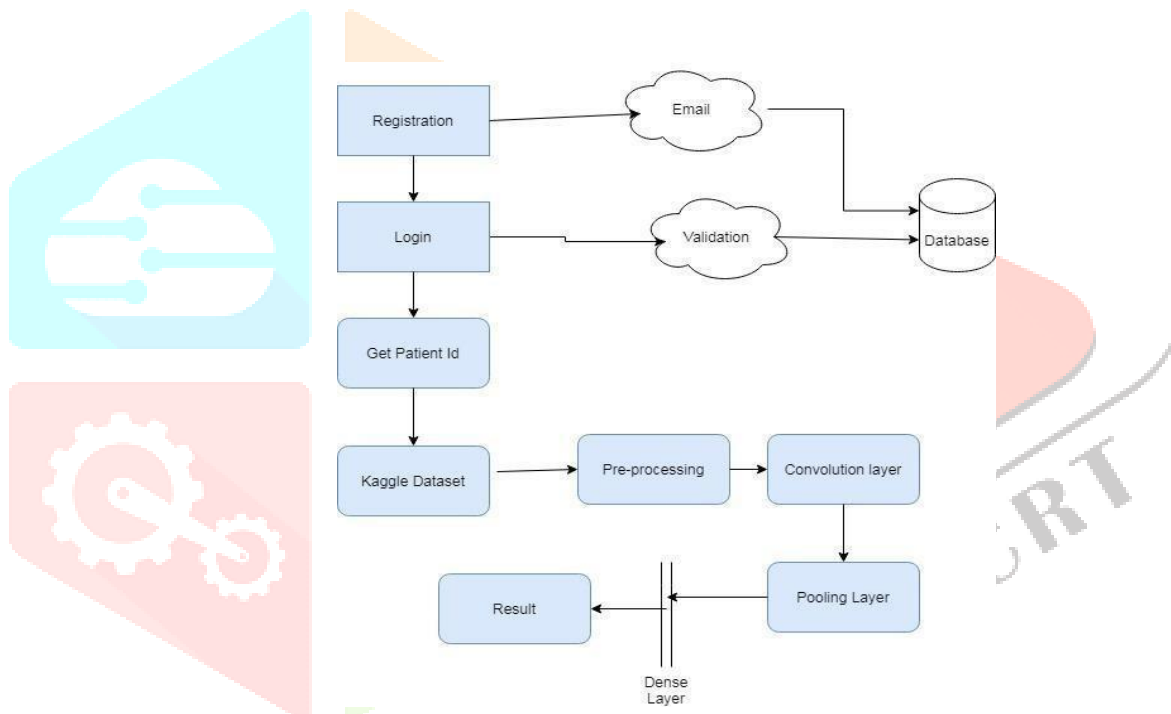 Registration
Email
Login
Validation
Database
Get Patient Id
Kaggle Dataset
Pre-processing
Convolution layer
Result
Pooling Layer
Dense
Layer
CRT